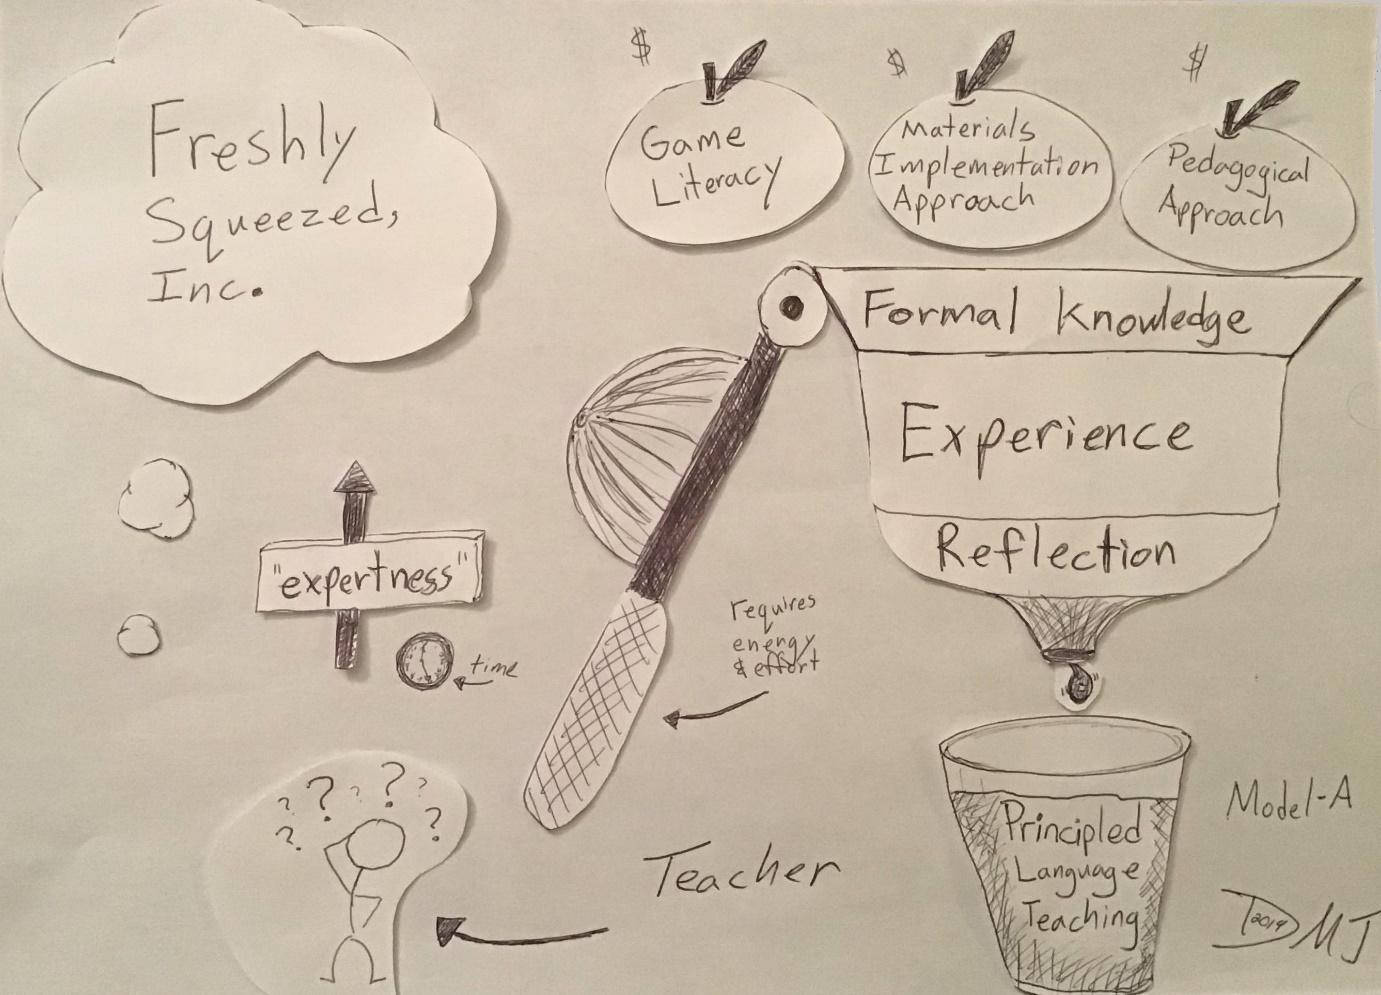 Freshly
Squeezed,
Inc.
$
$
$
Game
Literacy
Materials
Implementation
Approach
Pedagogical
Approach
Formal Knowledge
Experience
Reflection
"expertness"
time
requires
energy
& effort
? ? ? ? ?
? ?
Teacher
Principled
Language
Teaching
Model-A
D 2019 MJ